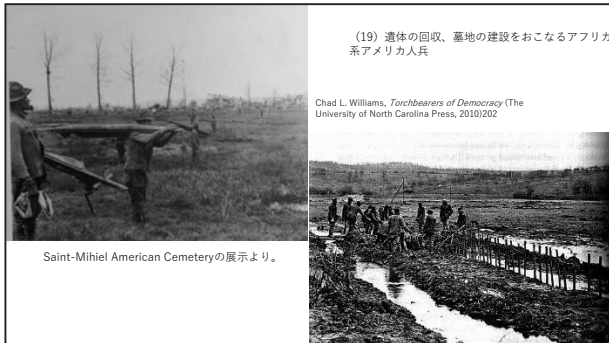 （19）遺体の回収、墓地の建設をおこなるアフリカ
系アメリカ人兵
Chad L. Williams, Torchbearers of Democracy (The
University of North Carolina Press, 2010)202
Saint-Mihiel American Cemeteryの展示より。